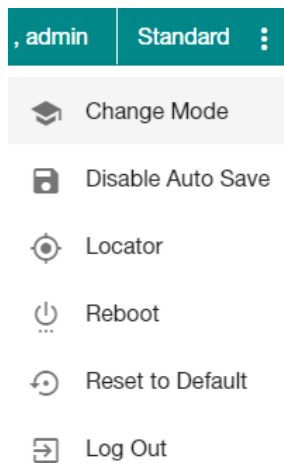 , admin Standard
Change Mode
Disable Auto Save
Locator
Reboot
Reset to Default
Log Out